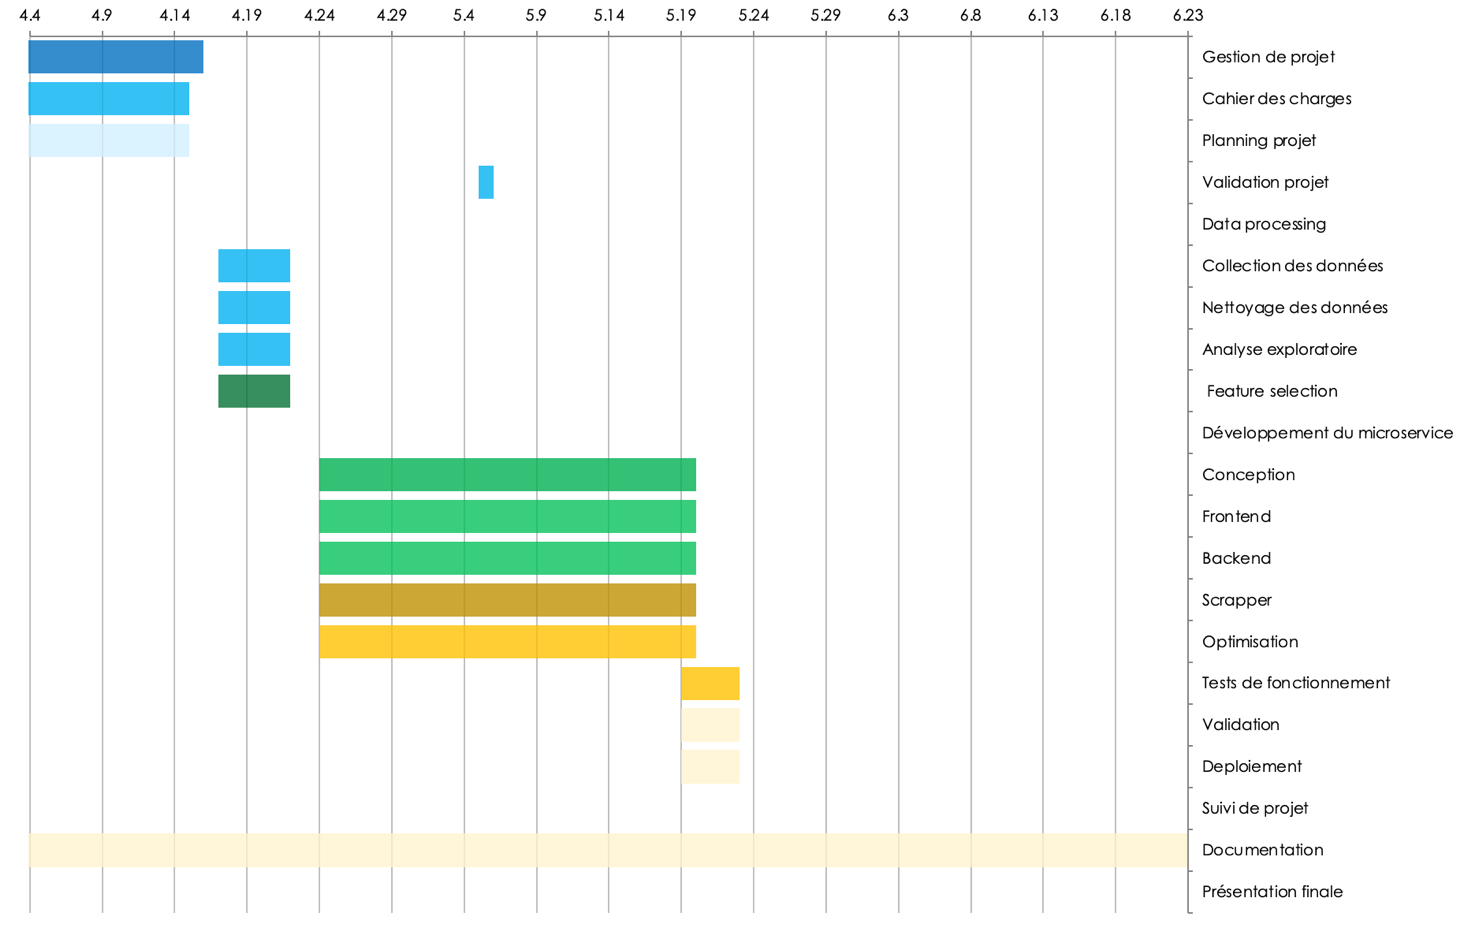 4.4 4.9 4.14 4.19 4.24 4.29 5.4 5.9 5.14 5.19 5.24 5.29 6.3 6.8 6.13 6.18 6.23
Gestion de projet
Cahier des charges
Planning projet
Validation projet
Data processing
Collection des données
Nettoyage des données
Analyse exploratoire
Feature selection
Développement du microservice
Conception
Frontend
Backend
Scrapper
Optimisation
Tests de fonctionnement
Validation
Deploiement
Suivi de projet
Documentation
Présentation finale